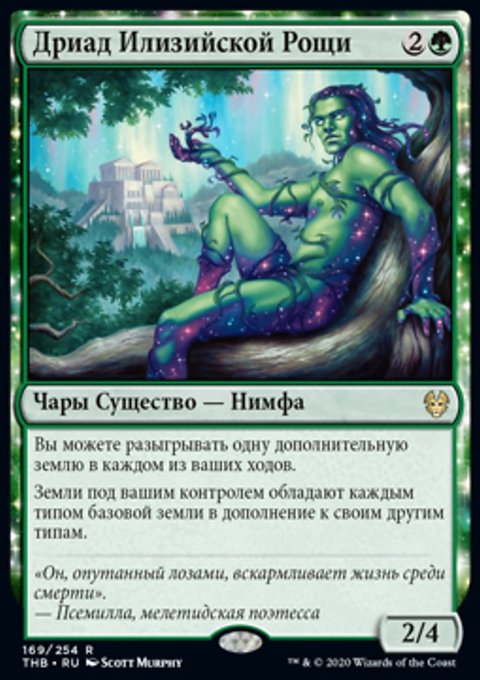 Дриад Илизийской Рощи 2
Чары Существо — Нимфа
Вы можете разыгрывать одну дополнительную
землю в каждом из ваших ходов.
Земли под вашим контролем обладают каждым
типом базовой земли в дополнение к своим другим
типам.
«Он, опутанный лозами, вскармливает жизнь среди
смерти».
— Псемилла, мелетидская поэтесса
2/4
169/254 R
THB • RU Scott Murphy
™ & © 2020 Wizards of the Coast